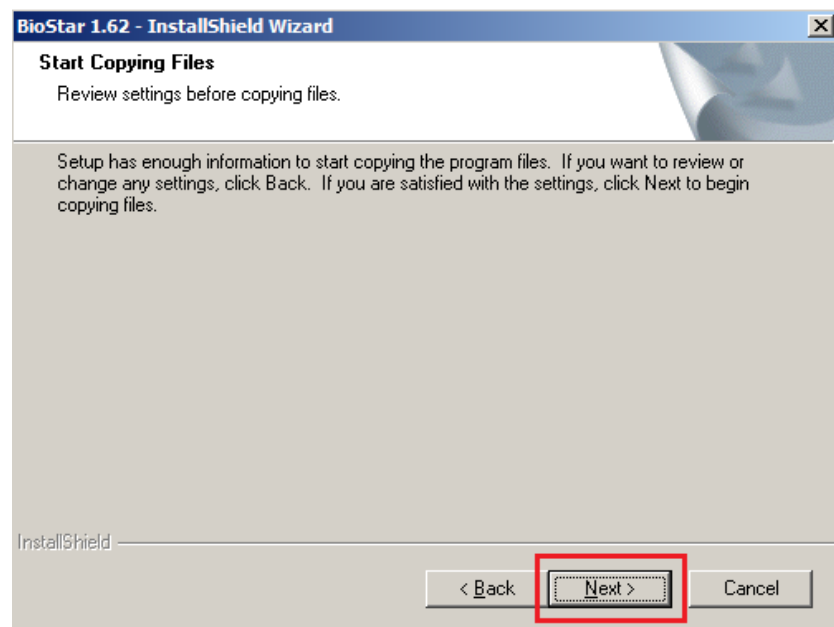 BioStar 1.62 - InstallShield Wizard
Start Copying Files
Review settings before copying files.
Setup has enough information to start copying the program files.  If you want to review or
change any settings, click Back.  If you are satisfied with the settings, click Next to begin
copying files.
InstallShield
< Back
Next >
Cancel